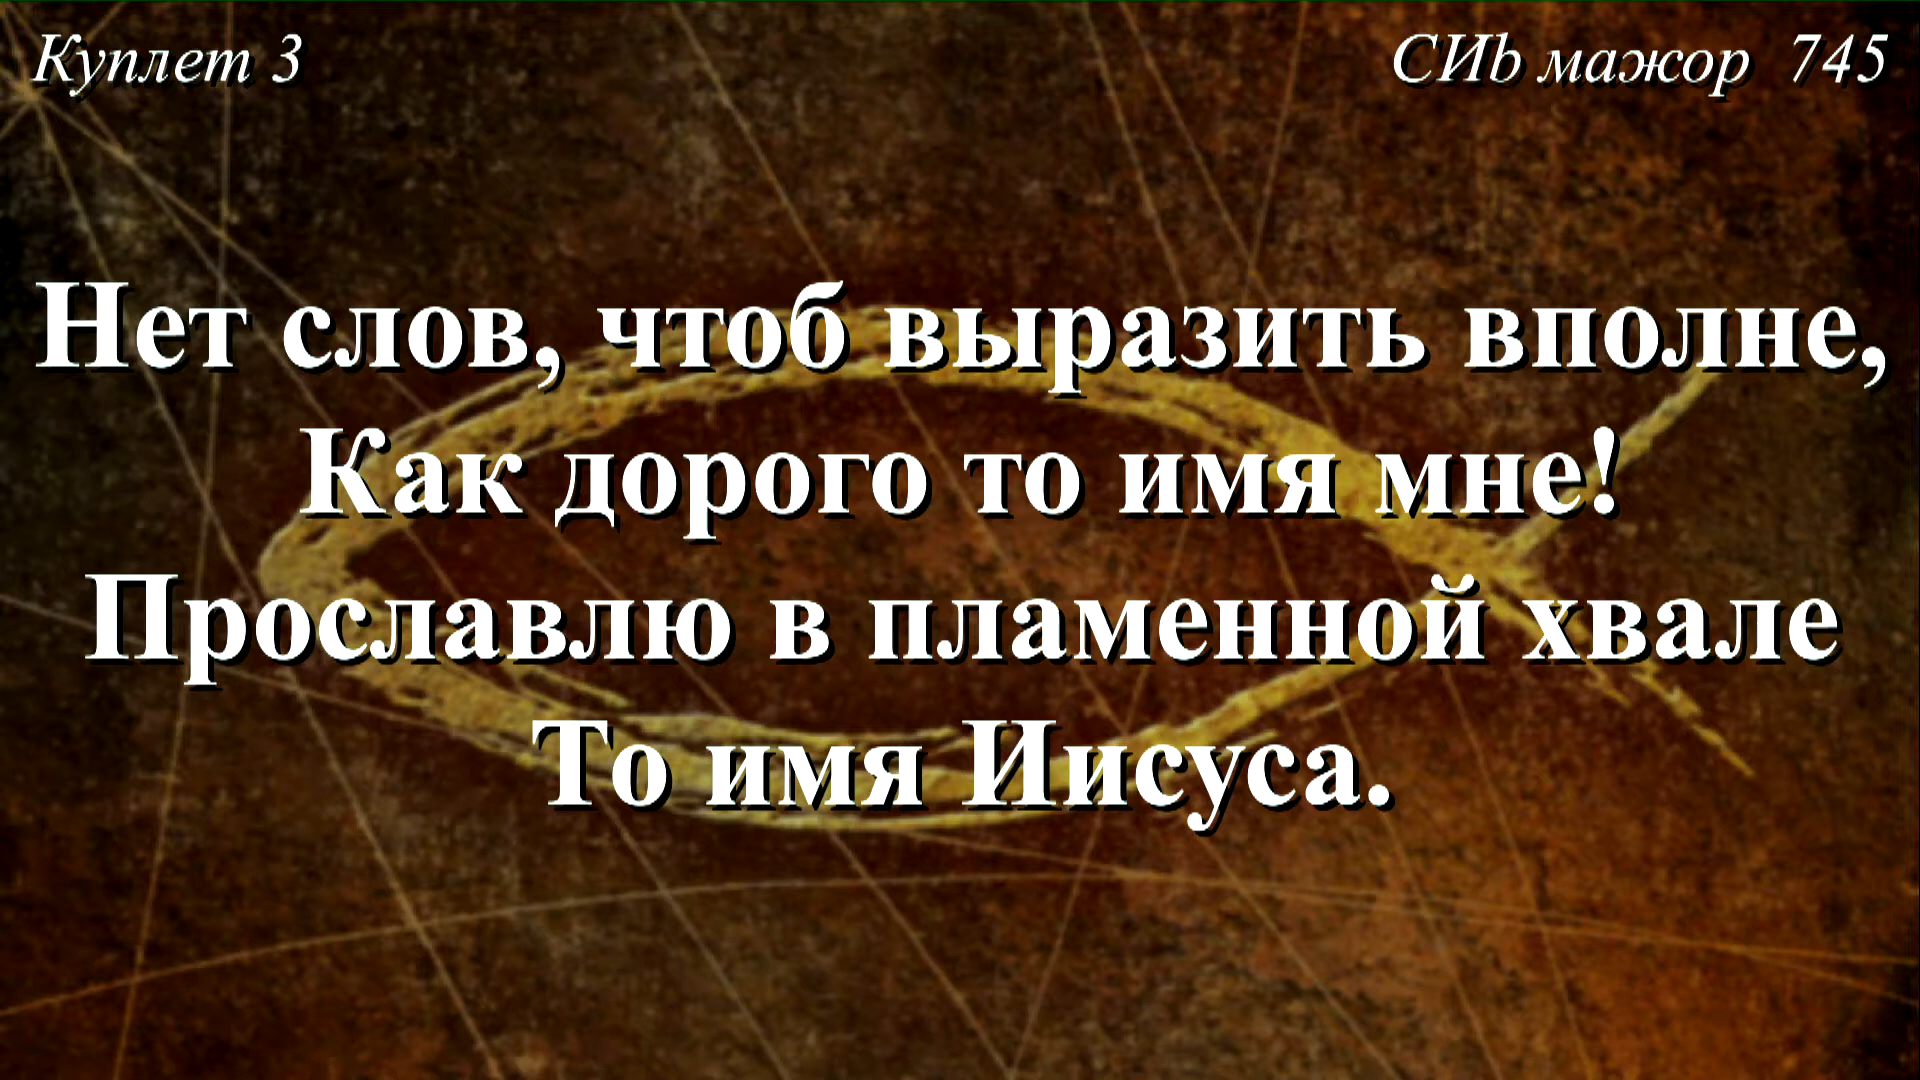 Куплет 3
СИb мажор 745
Нет слов, чтоб выразить вполне,
Как дорого то имя мне!
Прославлю в пламенной хвале
То имя Иисуса.